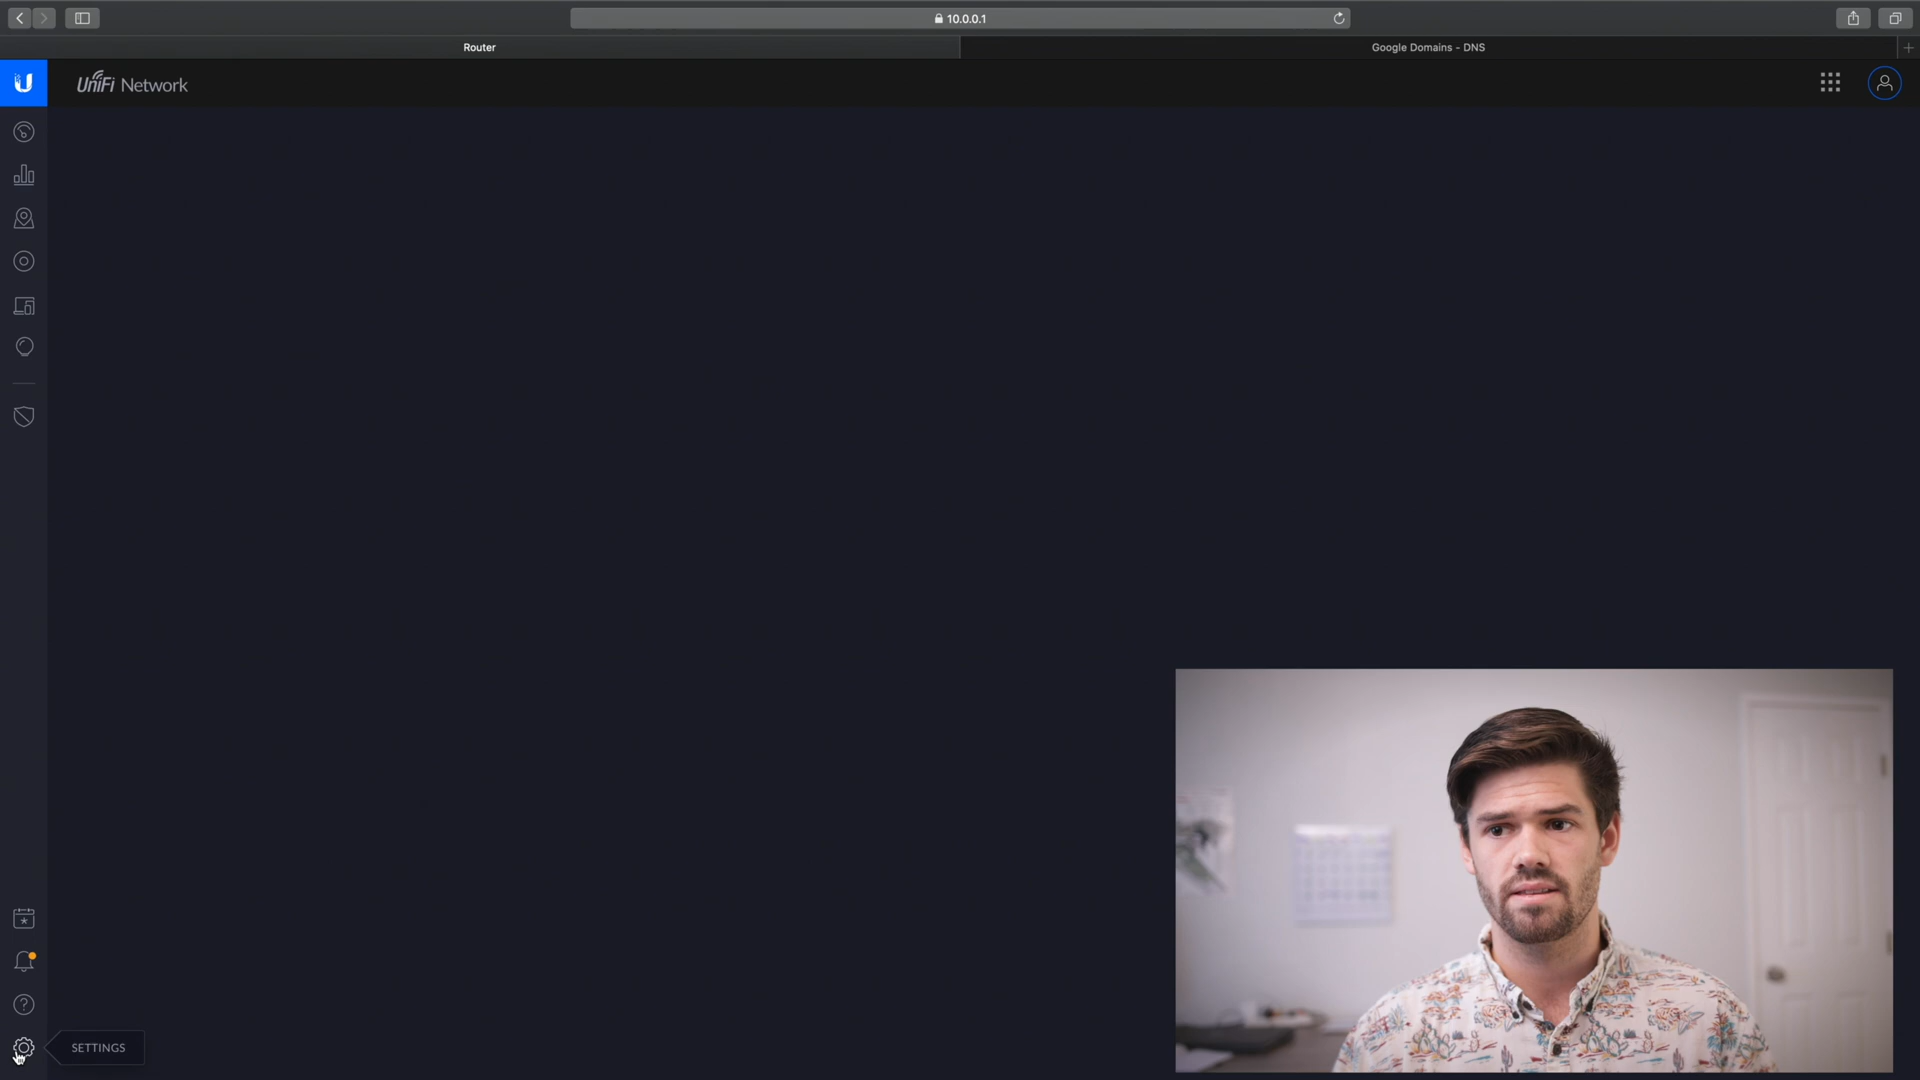 10.0.0.1
Router
Google Domains - DNS
U
UniFi Network
SETTINGS